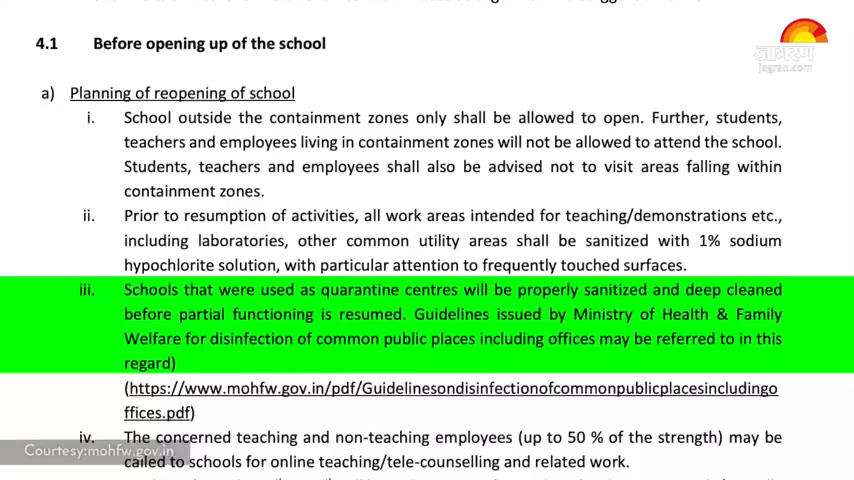 4.1 Before opening up of the school
जागरण
jagran.com
a) Planning of reopening of school
i. School outside the containment zones only shall be allowed to open. Further, students,
teachers and employees living in containment zones will not be allowed to attend the school.
Students, teachers and employees shall also be advised not to visit areas falling within
containment zones.
ii. Prior to resumption of activities, all work areas intended for teaching/demonstrations etc.,
including laboratories, other common utility areas shall be sanitized with 1% sodium
hypochlorite solution, with particular attention to frequently touched surfaces.
iii. Schools that were used as quarantine centres will be properly sanitized and deep cleaned
before partial functioning is resumed. Guidelines issued by Ministry of Health & Family
Welfare for disinfection of common public places including offices may be referred to in this
regard)
(https://www.mohfw.gov.in/pdf/Guidelinesondisinfectionofcommonpublicplacesincludingo
ffices.pdf)
iv. The concerned teaching and non-teaching employees (up to 50 % of the strength) may be
called to schools for online teaching/tele-counselling and related work.
Courtesy:mohfw.gov.in